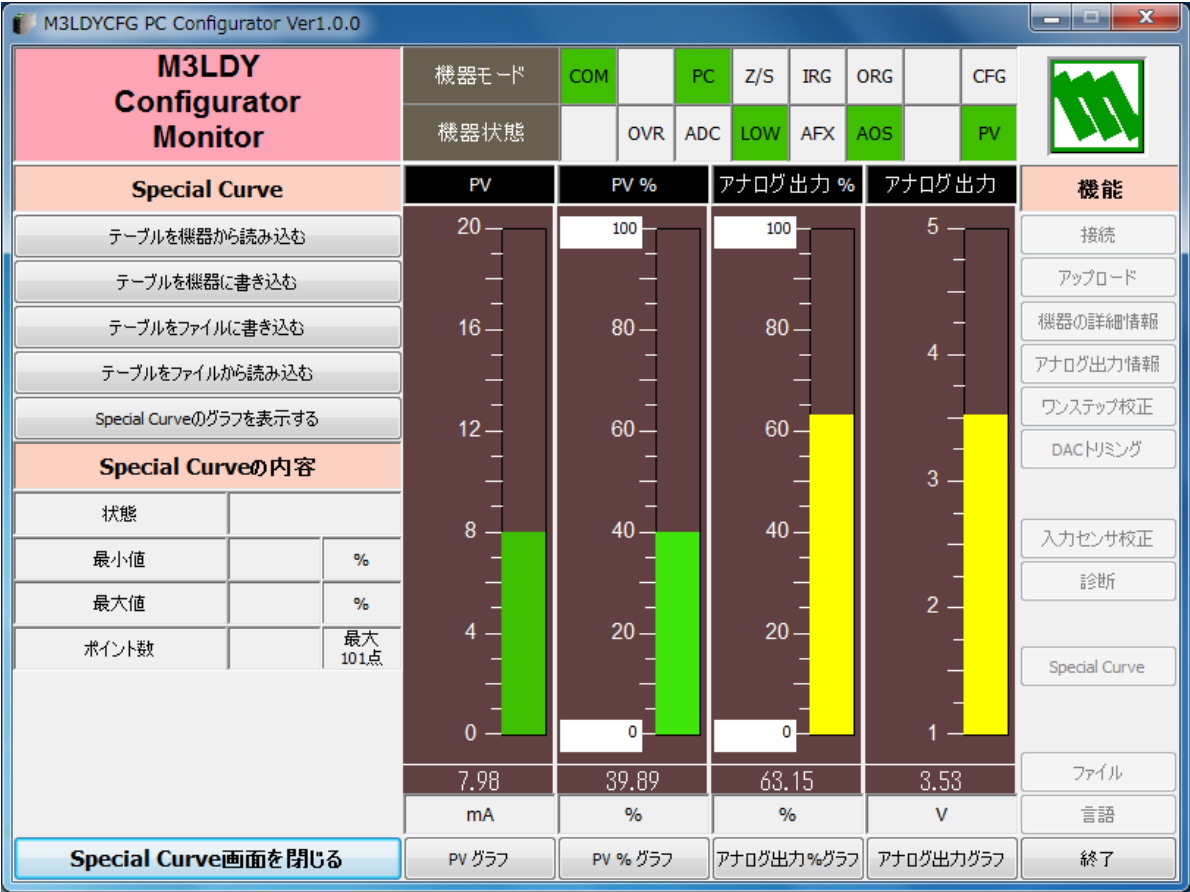 M3LDYCFG PC Configurator Ver1.0.0
M3LDY
Configurator
Monitor
機器モード
COM
PC
Z/S
IRG
ORG
CFG
機器状態
OVR
ADC
LOW
AFX
AOS
PV
Special Curve
テーブルを機器から読み込む
テーブルを機器に書き込む
テーブルをファイルに書き込む
テーブルをファイルから読み込む
Special Curveのグラフを表示する
Special Curveの内容
状態
最小値
%
最大値
%
ポイント数
最大
101点
Special Curve画面を閉じる
PV
20
16
12
8
4
0
7.98
mA
PV グラフ
PV %
100
80
60
40
20
0
39.89
%
PV % グラフ
アナログ出力 %
100
80
60
40
20
0
63.15
%
アナログ出力%グラフ
アナログ出力
5
4
3
2
1
3.53
V
アナログ出力グラフ
機能
接続
アップロード
機器の詳細情報
アナログ出力情報
ワンステップ校正
DACトリミング
入力センサ校正
診断
Special Curve
ファイル
言語
終了